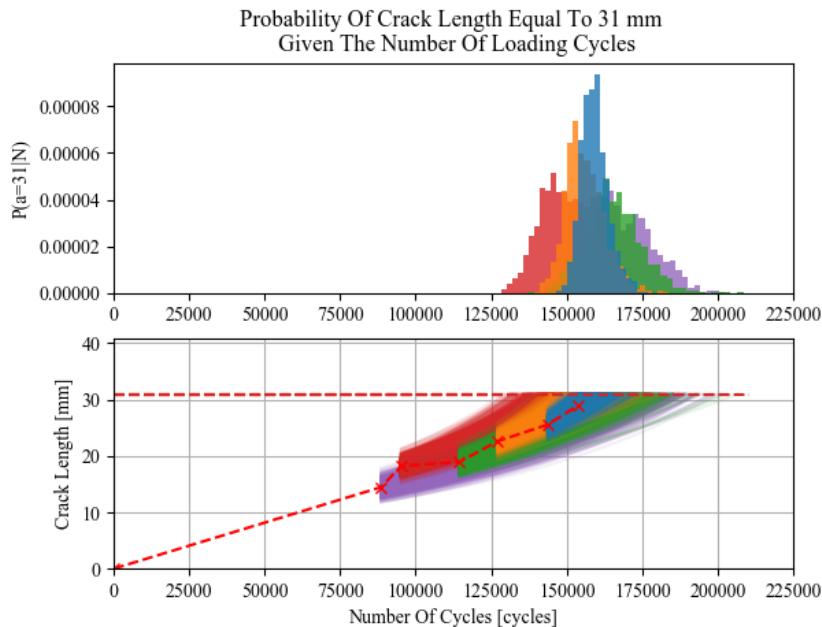 Probability Of Crack Length Equal To 31 mm
Given The Number Of Loading Cycles
P(a=31|N)
0.00008
0.00006
0.00004
0.00002
0.00000
0 25000 50000 75000 100000 125000 150000 175000 200000 225000
Crack Length [mm]
40
30
20
10
0
0 25000 50000 75000 100000 125000 150000 175000 200000 225000
Number Of Cycles [cycles]